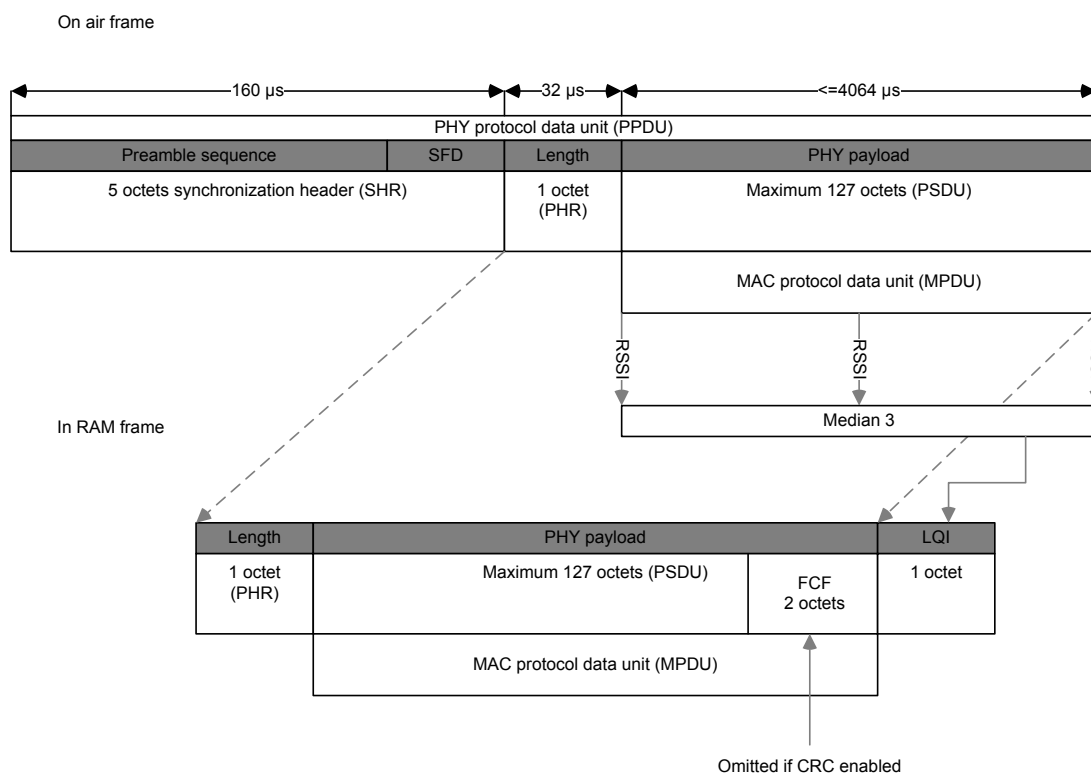 On air frame
160 µs
32 µs
<=4064 µs
PHY protocol data unit (PPDU)
Preamble sequence
SFD
Length
PHY payload
5 octets synchronization header (SHR)
1 octet
(PHR)
Maximum 127 octets (PSDU)
MAC protocol data unit (MPDU)
RSSI
RSSI
In RAM frame
Median 3
Length
PHY payload
LQI
1 octet
(PHR)
Maximum 127 octets (PSDU)
FCF
2 octets
1 octet
MAC protocol data unit (MPDU)
Omitted if CRC enabled